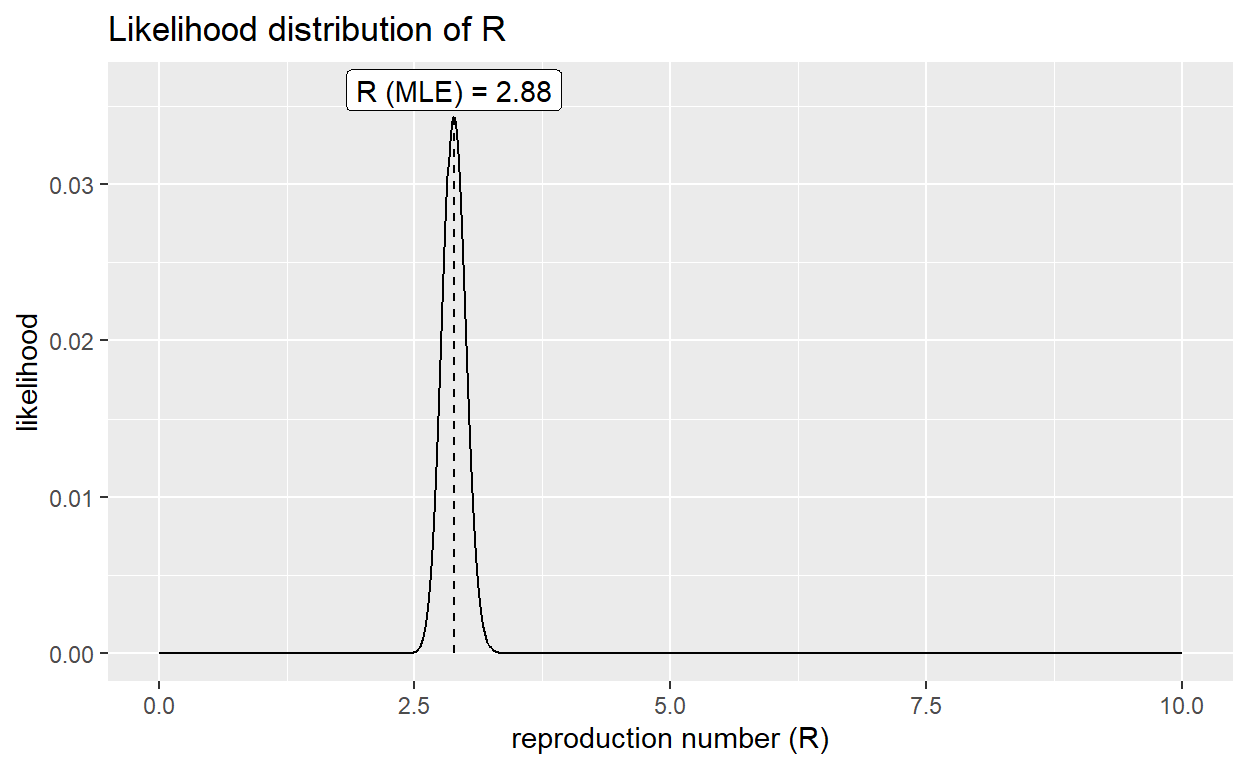 Likelihood distribution of R
R (MLE) = 2.88
likelihood
0.03
0.02
0.01
0.00
0.0 2.5 5.0 7.5 10.0
reproduction number (R)